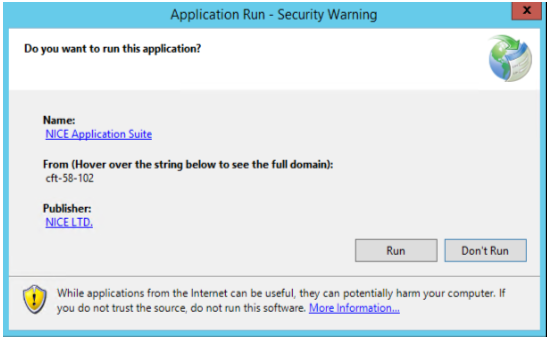 Application Run - Security Warning
x
Do you want to run this application?
Name:
NICE Application Suite
From (Hover over the string below to see the full domain):
cft-58-102
Publisher:
NICE LTD.
Run
Don't Run
While applications from the Internet can be useful, they can potentially harm your computer. If
you do not trust the source, do not run this software. More Information...